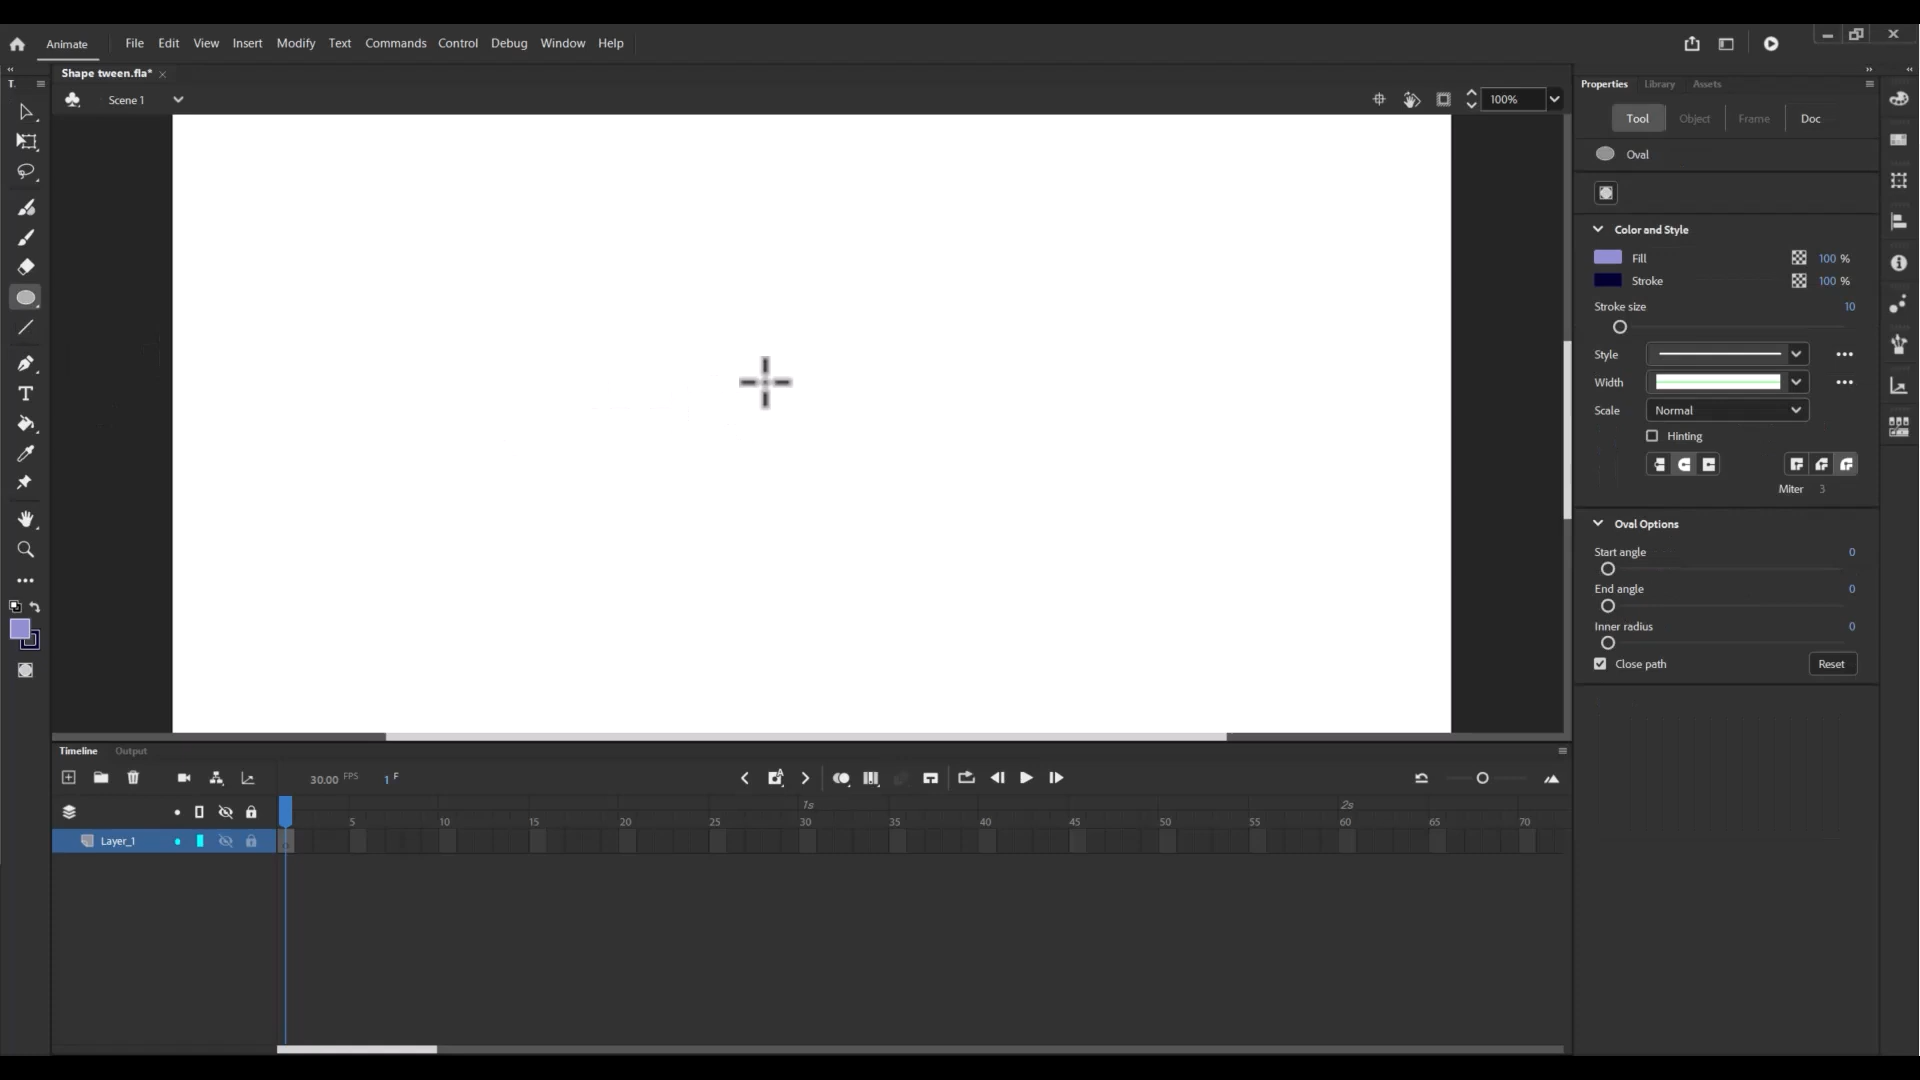 Animate File Edit View Insert Modify Text Commands Control Debug Window Help
Shape tween.fla*
Scene 1
100%
Properties Library Assets
Tool Object Frame Doc
Oval
Color and Style
Fill 100 %
Stroke 100 %
Stroke size 10
Style
Width
Scale Normal
Hinting
Miter 3
Oval Options
Start angle 0
End angle 0
Inner radius 0
Close path Reset
Timeline Output
30.00 FPS 1 F
1s 2s
5 10 15 20 25 30 35 40 45 50 55 60 65 70
Layer_1